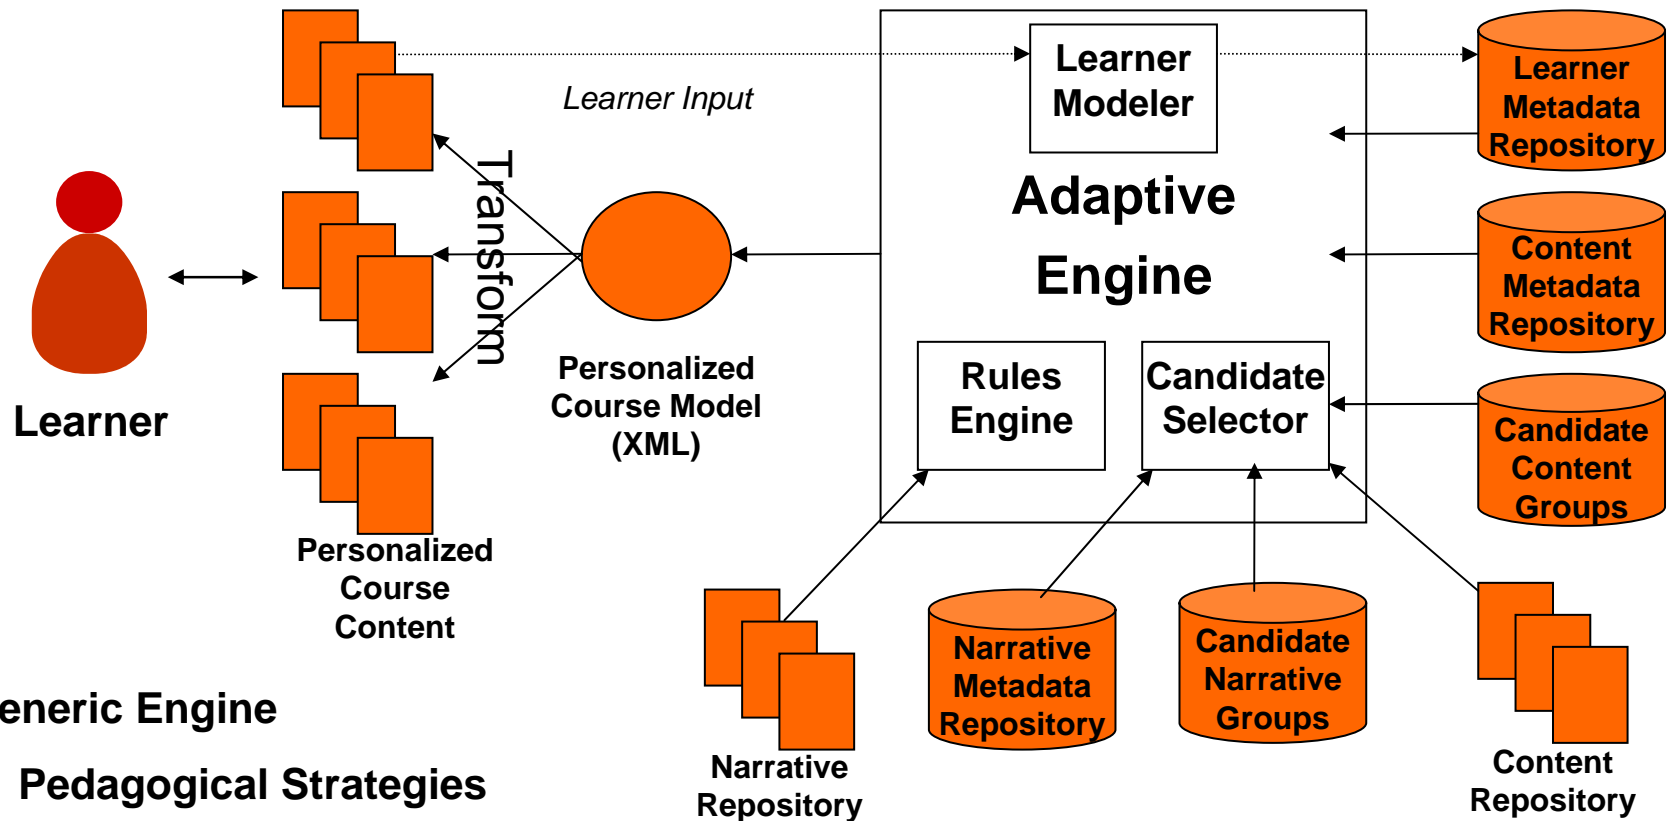 Learner Input
Learner
Modeler
Learner
Metadata
Repository
Transform
Adaptive
Engine
Content
Metadata
Repository
Personalized
Course Model
(XML)
Rules
Engine
Candidate
Selector
Candidate
Content
Groups
Learner
Personalized
Course
Content
Narrative
Metadata
Repository
Candidate
Narrative
Groups
eneric Engine
Pedagogical Strategies
Narrative
Repository
Content
Repository